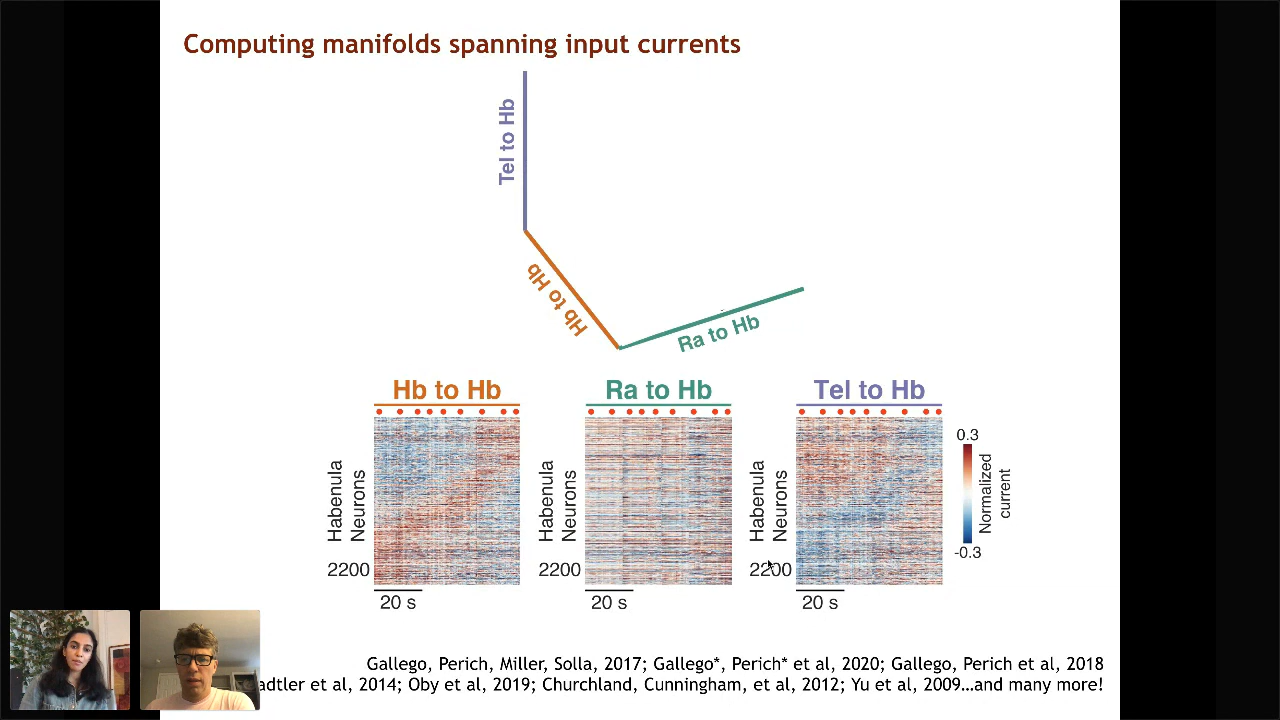 Computing manifolds spanning input currents
Tel to Hb
Hb to Hb
Ra to Hb
Hb to Hb
Ra to Hb
Tel to Hb
Habenula
Neurons
2200
20 s
Habenula
Neurons
2200
20 s
Habenula
Neurons
2200
20 s
0.3
Normalized
current
-0.3
Gallego, Perich, Miller, Solla, 2017; Gallego*, Perich* et al, 2020; Gallego, Perich et al, 2018
et al, 2014; Oby et al, 2019; Churchland, Cunningham, et al, 2012; Yu et al, 2009…and many more!